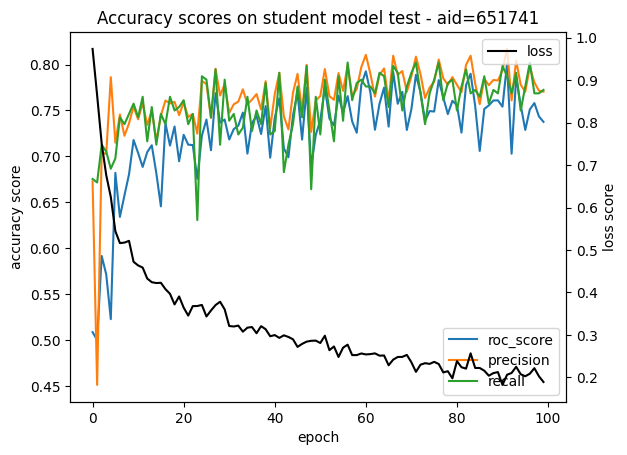 Accuracy scores on student model test - aid=651741
accuracy score
0.80
0.75
0.70
0.65
0.60
0.55
0.50
0.45
loss
1.0
0.9
0.8
0.7
0.6
0.5
0.4
0.3
0.2
loss score
roc_score
precision
recall
0
20
40
60
80
100
epoch